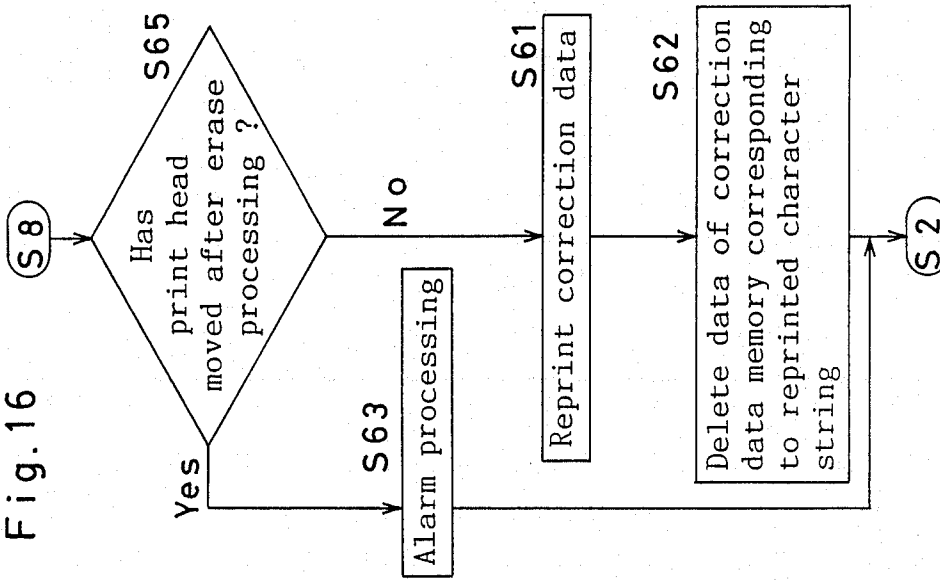 Fig.16
S8
S65
Has
print head
moved after erase
processing ?
Yes
No
S63
Alarm processing
S61
Reprint correction data
S62
Delete data of correction
data memory corresponding
to reprinted character
string
S2